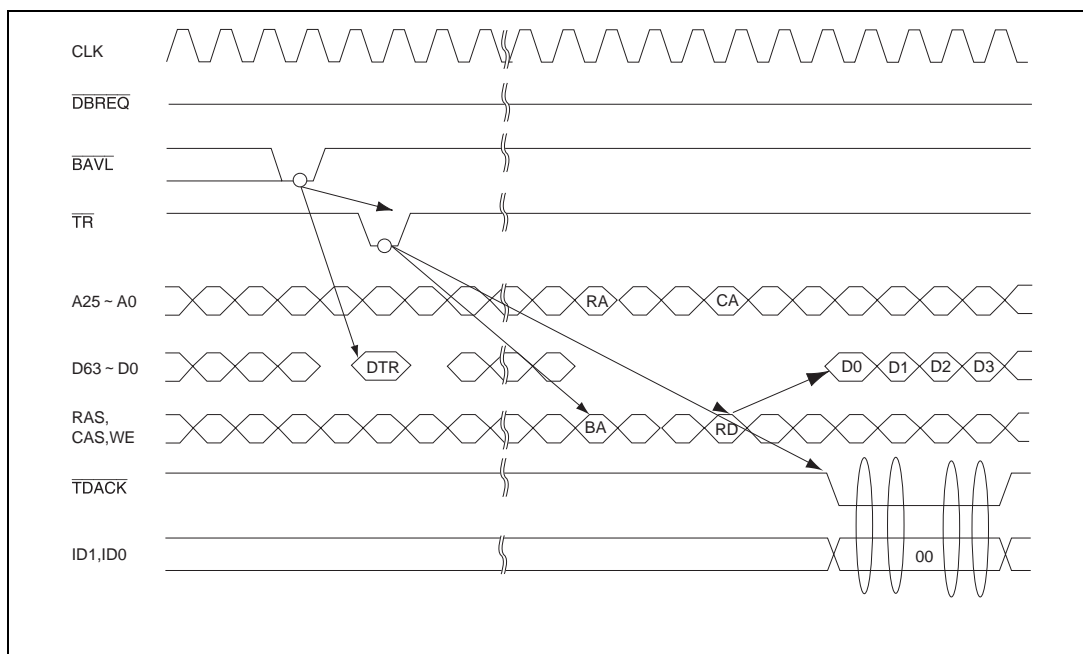 CLK
DBREQ
BAVL
TR
A25 ~ A0
RA
CA
D63 ~ D0
DTR
D0
D1
D2
D3
RAS,
CAS,WE
BA
RD
TDACK
ID1,ID0
00